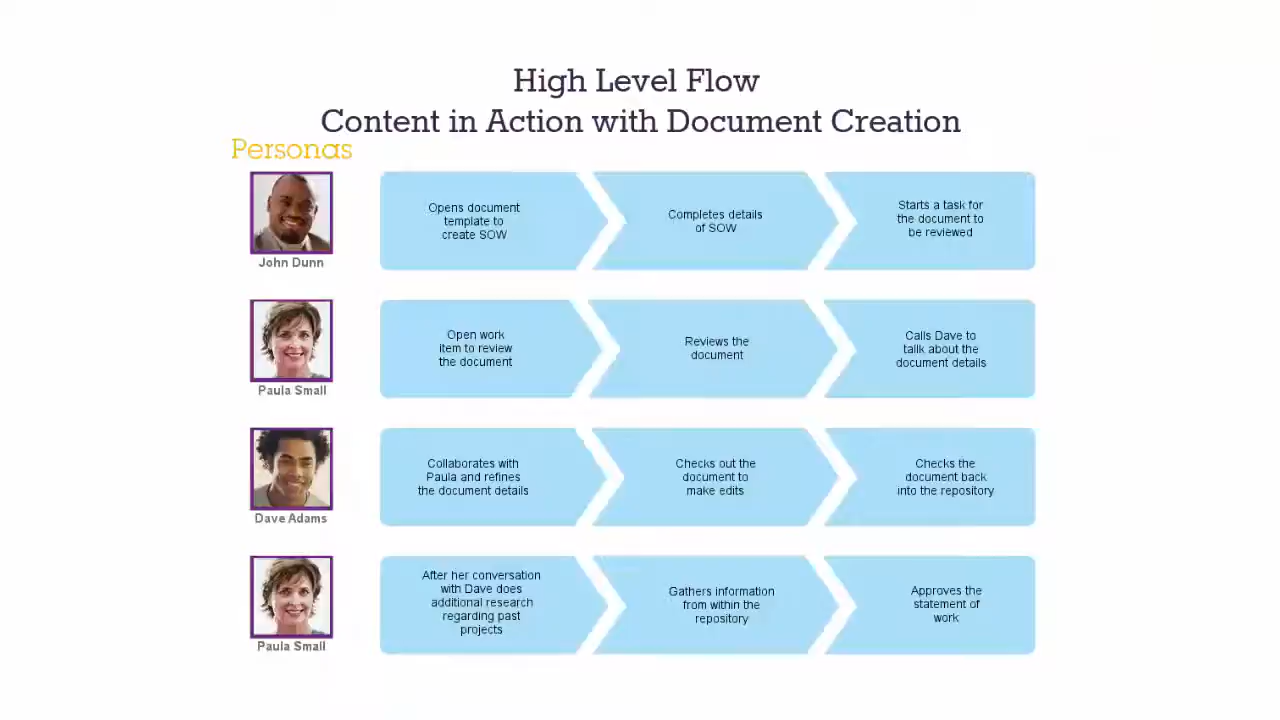 High Level Flow
Content in Action with Document Creation
Personas
John Dunn
Opens document
template to
create SOW
Completes details
of SOW
Starts a task for
the document to
be reviewed
Paula Small
Open work
item to review
the document
Reviews the
document
Calls Dave to
tallk about the
document details
Dave Adams
Collaborates with
Paula and refines
the document details
Checks out the
document to
make edits
Checks the
document back
into the repository
Paula Small
After her conversation
with Dave does
additional research
regarding past
projects
Gathers information
from within the
repository
Approves the
statement of
work